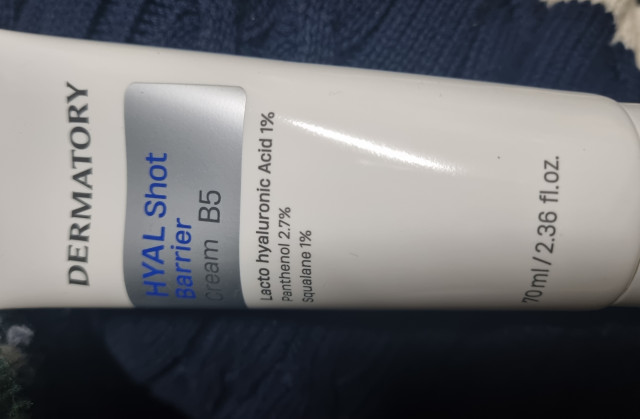 DERMATORY
HYAL Shot
Barrier
cream B5
Lacto hyaluronic Acid 1%
Panthenol 2.7%
Squalane 1%
70ml / 2.36 fl.oz.